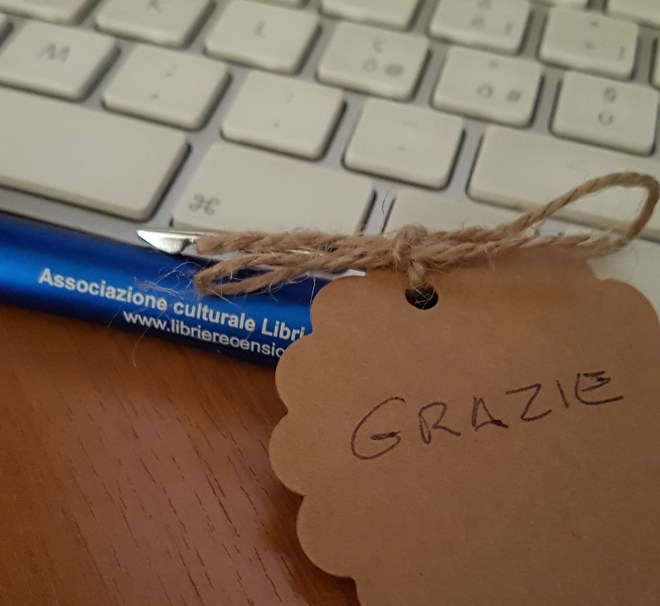 K
L
M
⌘
Associazione culturale Libri
www.librierecensio
GRAZIE